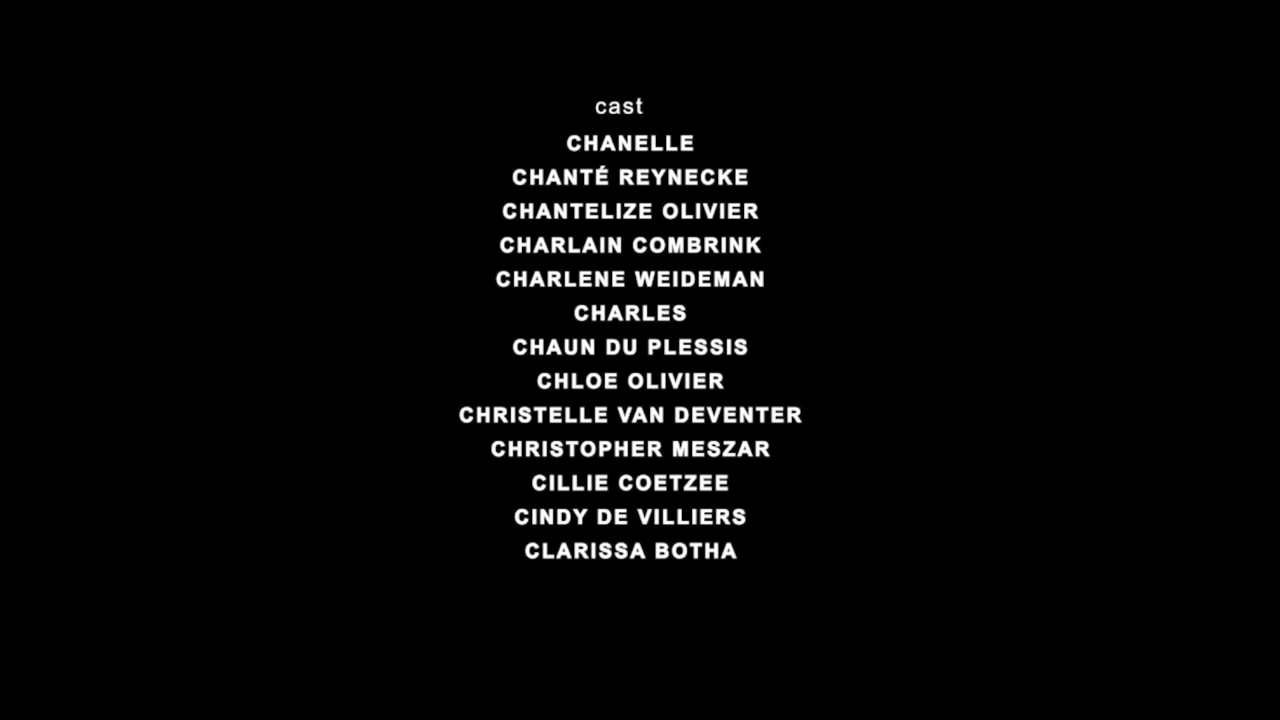 cast
CHANELLE
CHANTÉ REYNECKE
CHANTELIZE OLIVIER
CHARLAIN COMBRINK
CHARLENE WEIDEMAN
CHARLES
CHAUN DU PLESSIS
CHLOE OLIVIER
CHRISTELLE VAN DEVENTER
CHRISTOPHER MESZAR
CILLIE COETZEE
CINDY DE VILLIERS
CLARISSA BOTHA